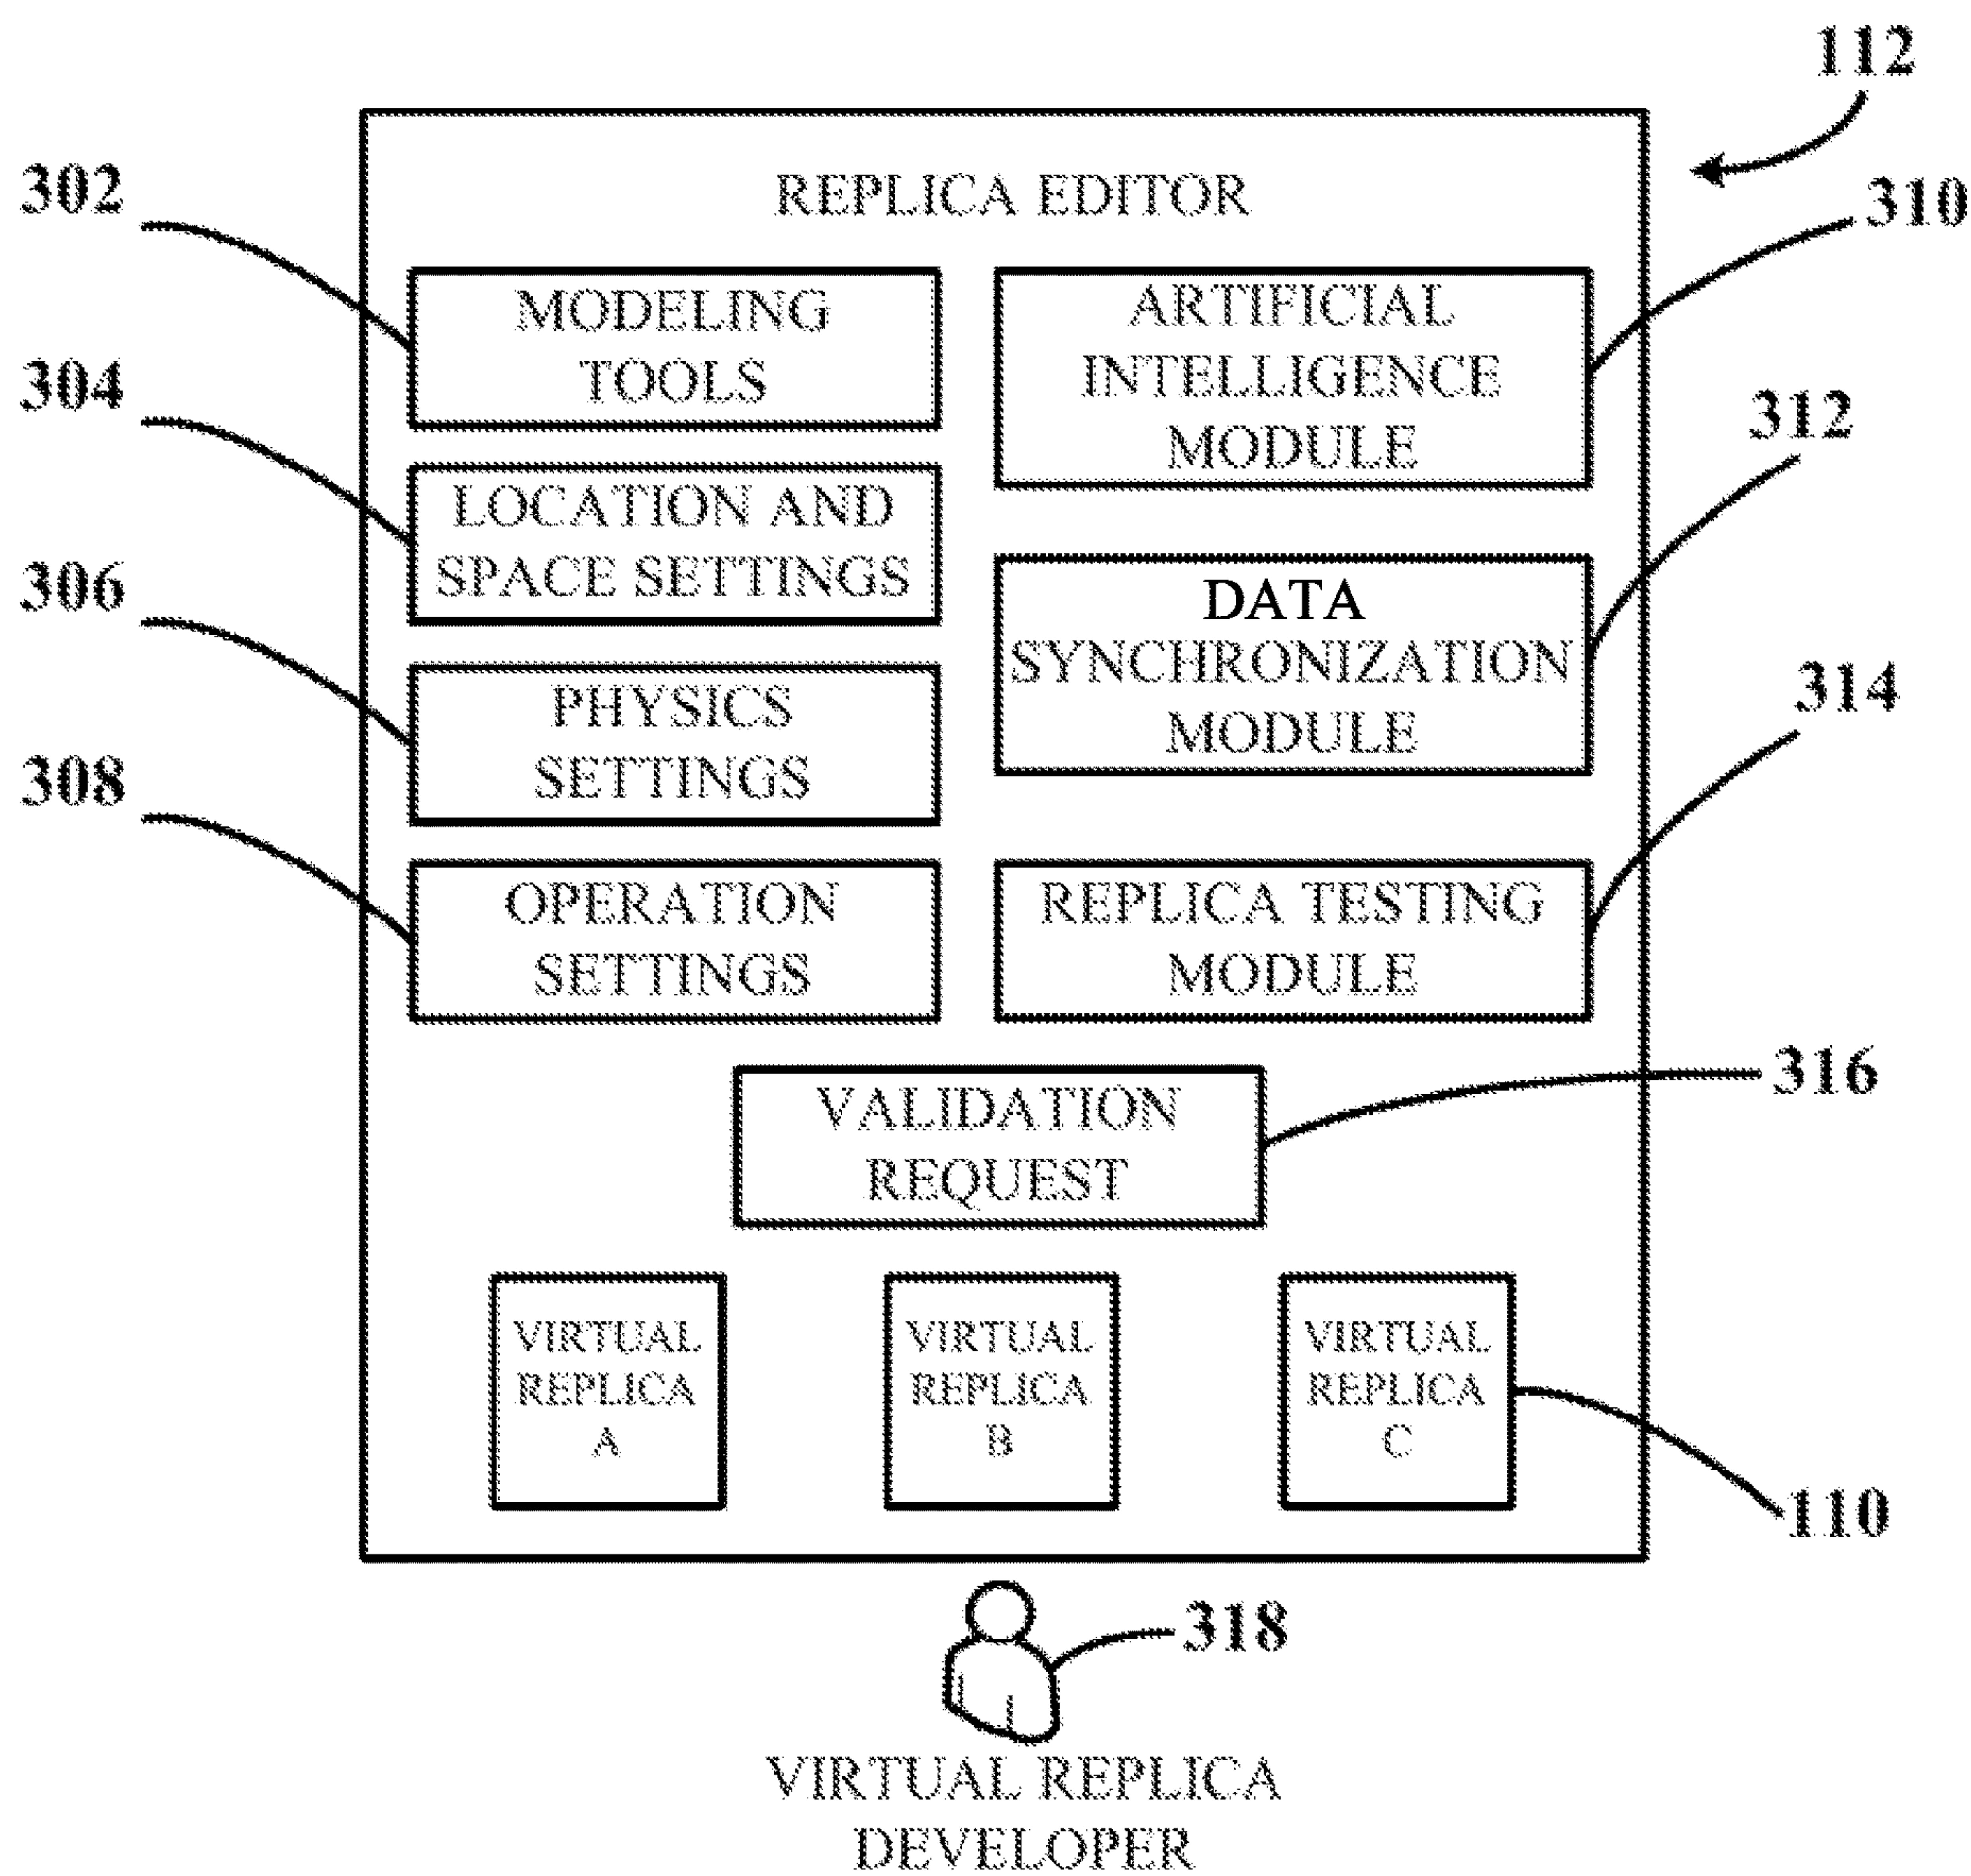 112
REPLICA EDITOR
302
310
MODELING
TOOLS
ARTIFICIAL
INTELLIGENCE
MODULE
304
312
LOCATION AND
SPACE SETTINGS
DATA
SYNCHRONIZATION
MODULE
306
314
PHYSICS
SETTINGS
308
OPERATION
SETTINGS
REPLICA TESTING
MODULE
316
VALIDATION
REQUEST
VIRTUAL
REPLICA
A
VIRTUAL
REPLICA
B
VIRTUAL
REPLICA
C
110
318
VIRTUAL REPLICA
DEVELOPER